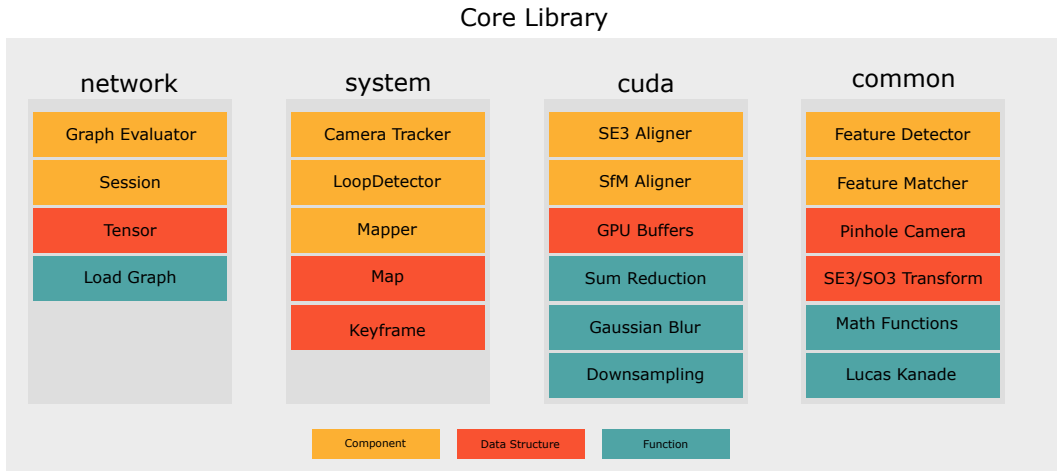 Core Library
network
Graph Evaluator
Session
Tensor
Load Graph
system
Camera Tracker
LoopDetector
Mapper
Map
Keyframe
cuda
SE3 Aligner
SfM Aligner
GPU Buffers
Sum Reduction
Gaussian Blur
Downsampling
common
Feature Detector
Feature Matcher
Pinhole Camera
SE3/SO3 Transform
Math Functions
Lucas Kanade
Component
Data Structure
Function